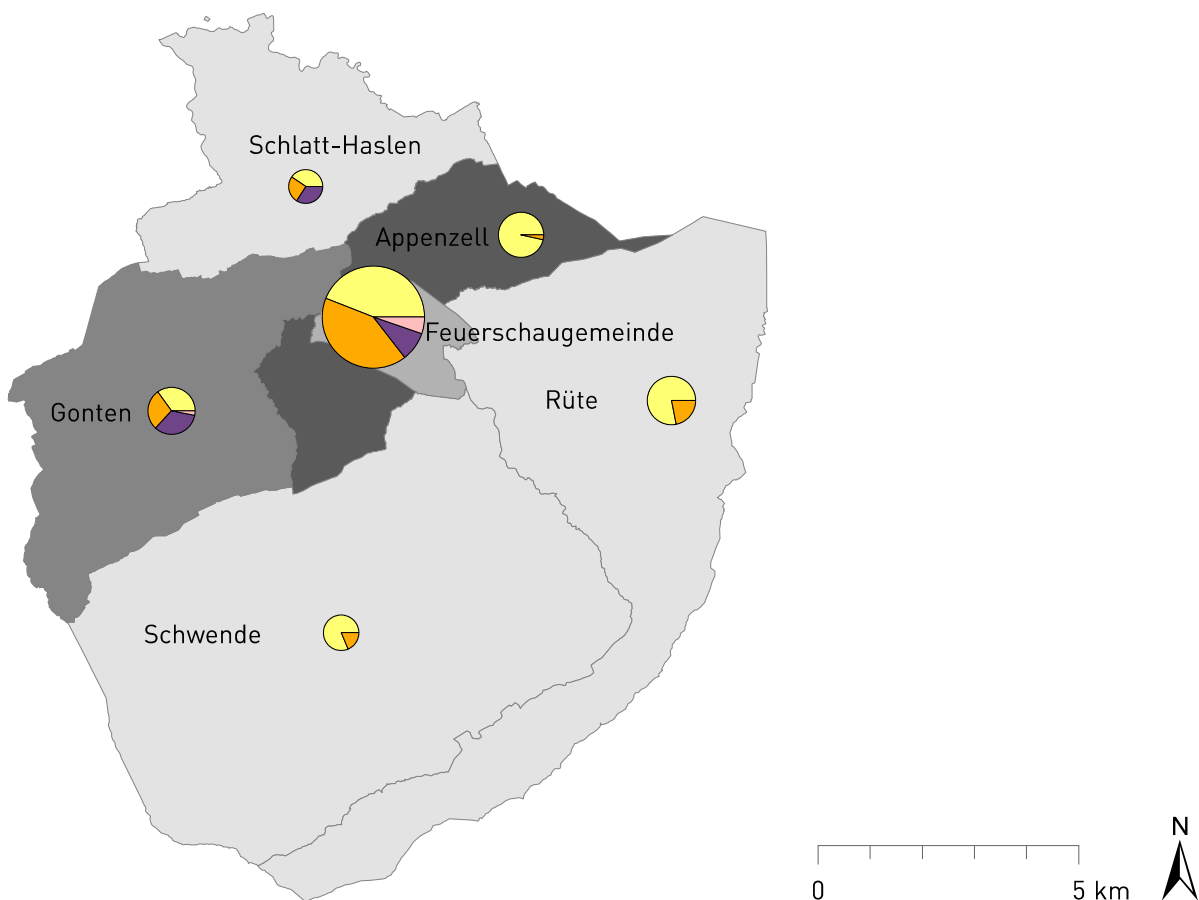 Schlatt-Haslen
Appenzell
Feuerschaugemeinde
Rüte
Gonten
Schwende
N
0
5 km